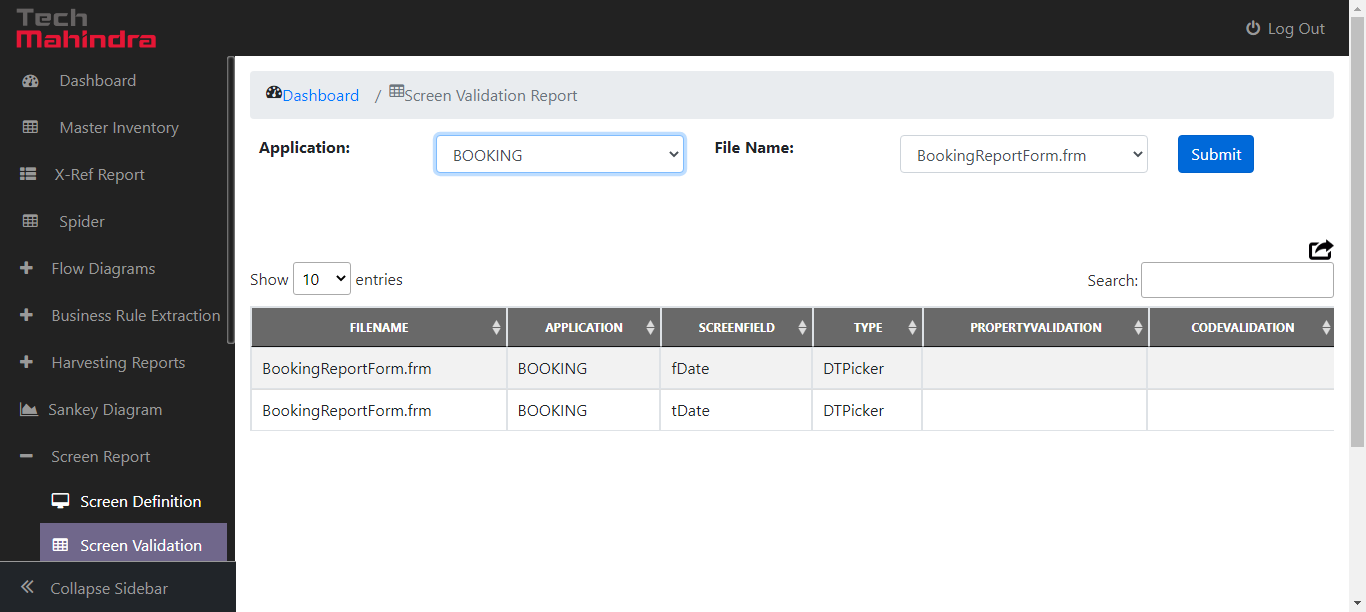 Tech
Mahindra
Log Out
Dashboard
Master Inventory
X-Ref Report
Spider
Flow Diagrams
Business Rule Extraction
Harvesting Reports
Sankey Diagram
Screen Report
Screen Definition
Screen Validation
Collapse Sidebar
Dashboard / Screen Validation Report
Application: BOOKING File Name: BookingReportForm.frm Submit
Show 10 entries Search:
FILENAME APPLICATION SCREENFIELD TYPE PROPERTYVALIDATION CODEVALIDATION
BookingReportForm.frm BOOKING fDate DTPicker
BookingReportForm.frm BOOKING tDate DTPicker